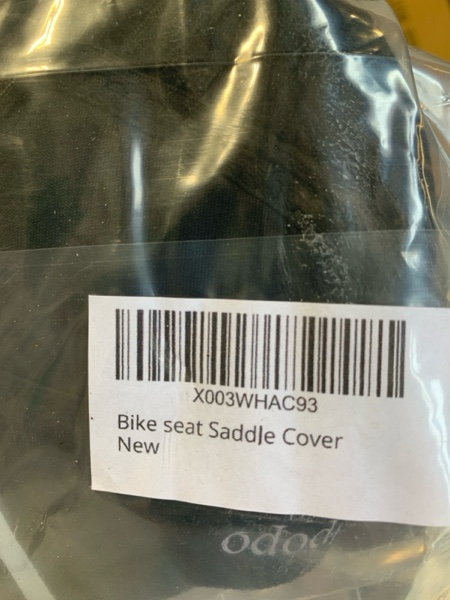 X003WHAC93
Bike seat Saddle Cover
New